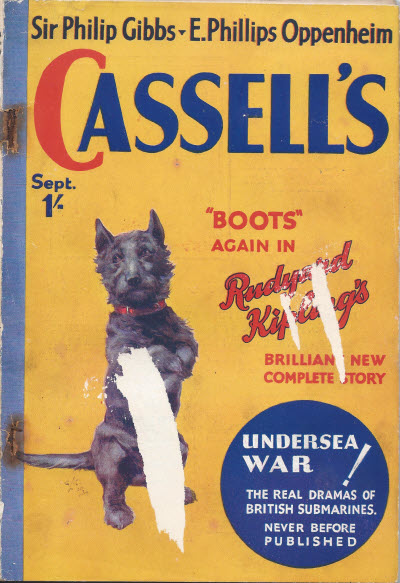 Sir Philip Gibbs - E. Phillips Oppenheim
CASSELL'S
Sept.
1/-
"BOOTS"
AGAIN IN
Rudyard
Kipling's
BRILLIANT NEW
COMPLETE STORY
UNDERSEA
WAR!
THE REAL DRAMAS OF
BRITISH SUBMARINES.
NEVER BEFORE
PUBLISHED